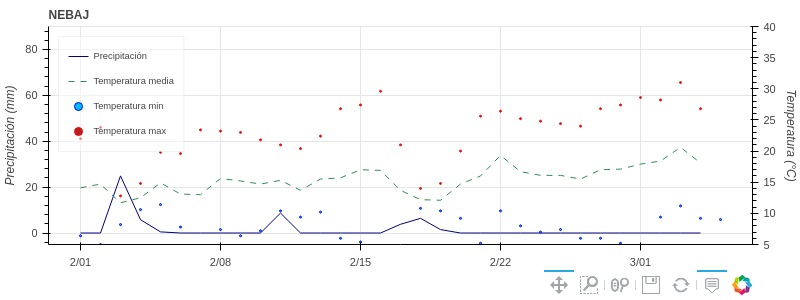 NEBAJ
Precipitación
Temperatura media
Temperatura min
Temperatura max
Precipitación (mm)
0
20
40
60
80
Temperatura (°C)
5
10
15
20
25
30
35
40
2/01
2/08
2/15
2/22
3/01